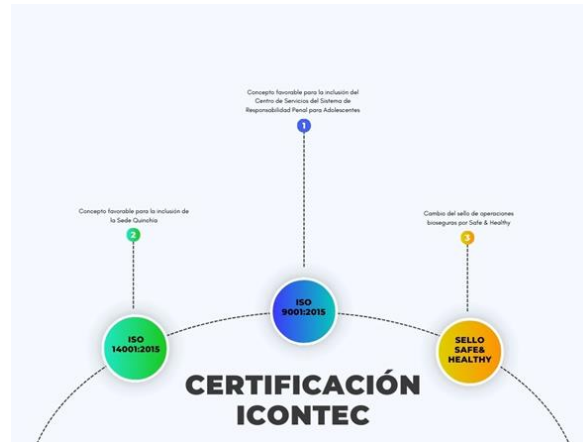 Concepto favorable para la inclusión del
Centro de Servicios del Sistema de
Responsabilidad Penal para Adolescentes
1
Concepto favorable para la inclusión de
la Sede Quinchia
2
Cambio del sello de operaciones
bioseguras por Safe & Healthy
3
ISO
9001:2015
ISO
14001:2015
SELLO
SAFE&
HEALTHY
CERTIFICACIÓN
ICONTEC